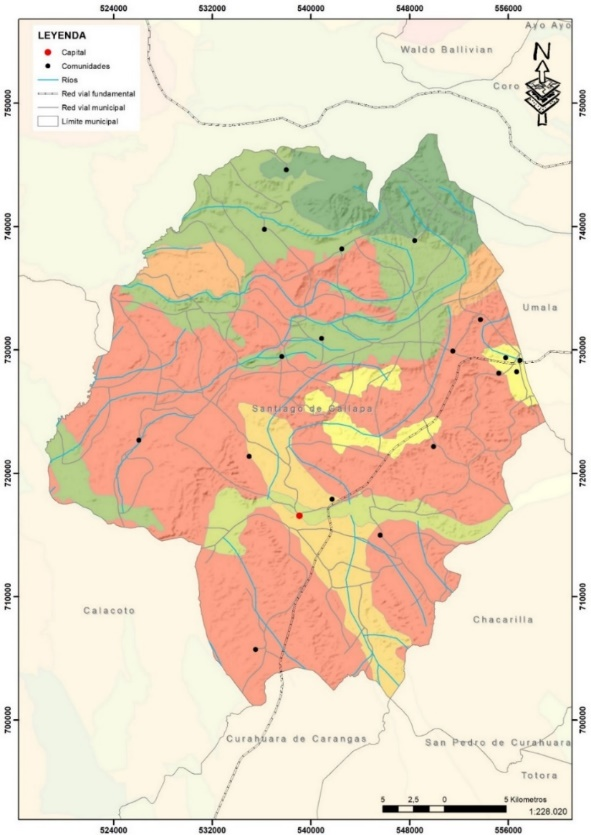 524000 532000 540000 548000 556000
LEYENDA
Capital
Comunidades
Ríos
Red vial fundamental
Red vial municipal
Límite municipal
Ayo Ayo
Waldo Ballivian
N
Coro
750000 750000
740000 740000
Umala
730000 730000
Santiago de Callapa
720000 720000
710000 710000
Calacoto
Chacarilla
700000 700000
Curahuara de Carangas
San Pedro de Curahuara
Totora
5 2,5 0 5 Kilometros
1:228.020
524000 532000 540000 548000 556000